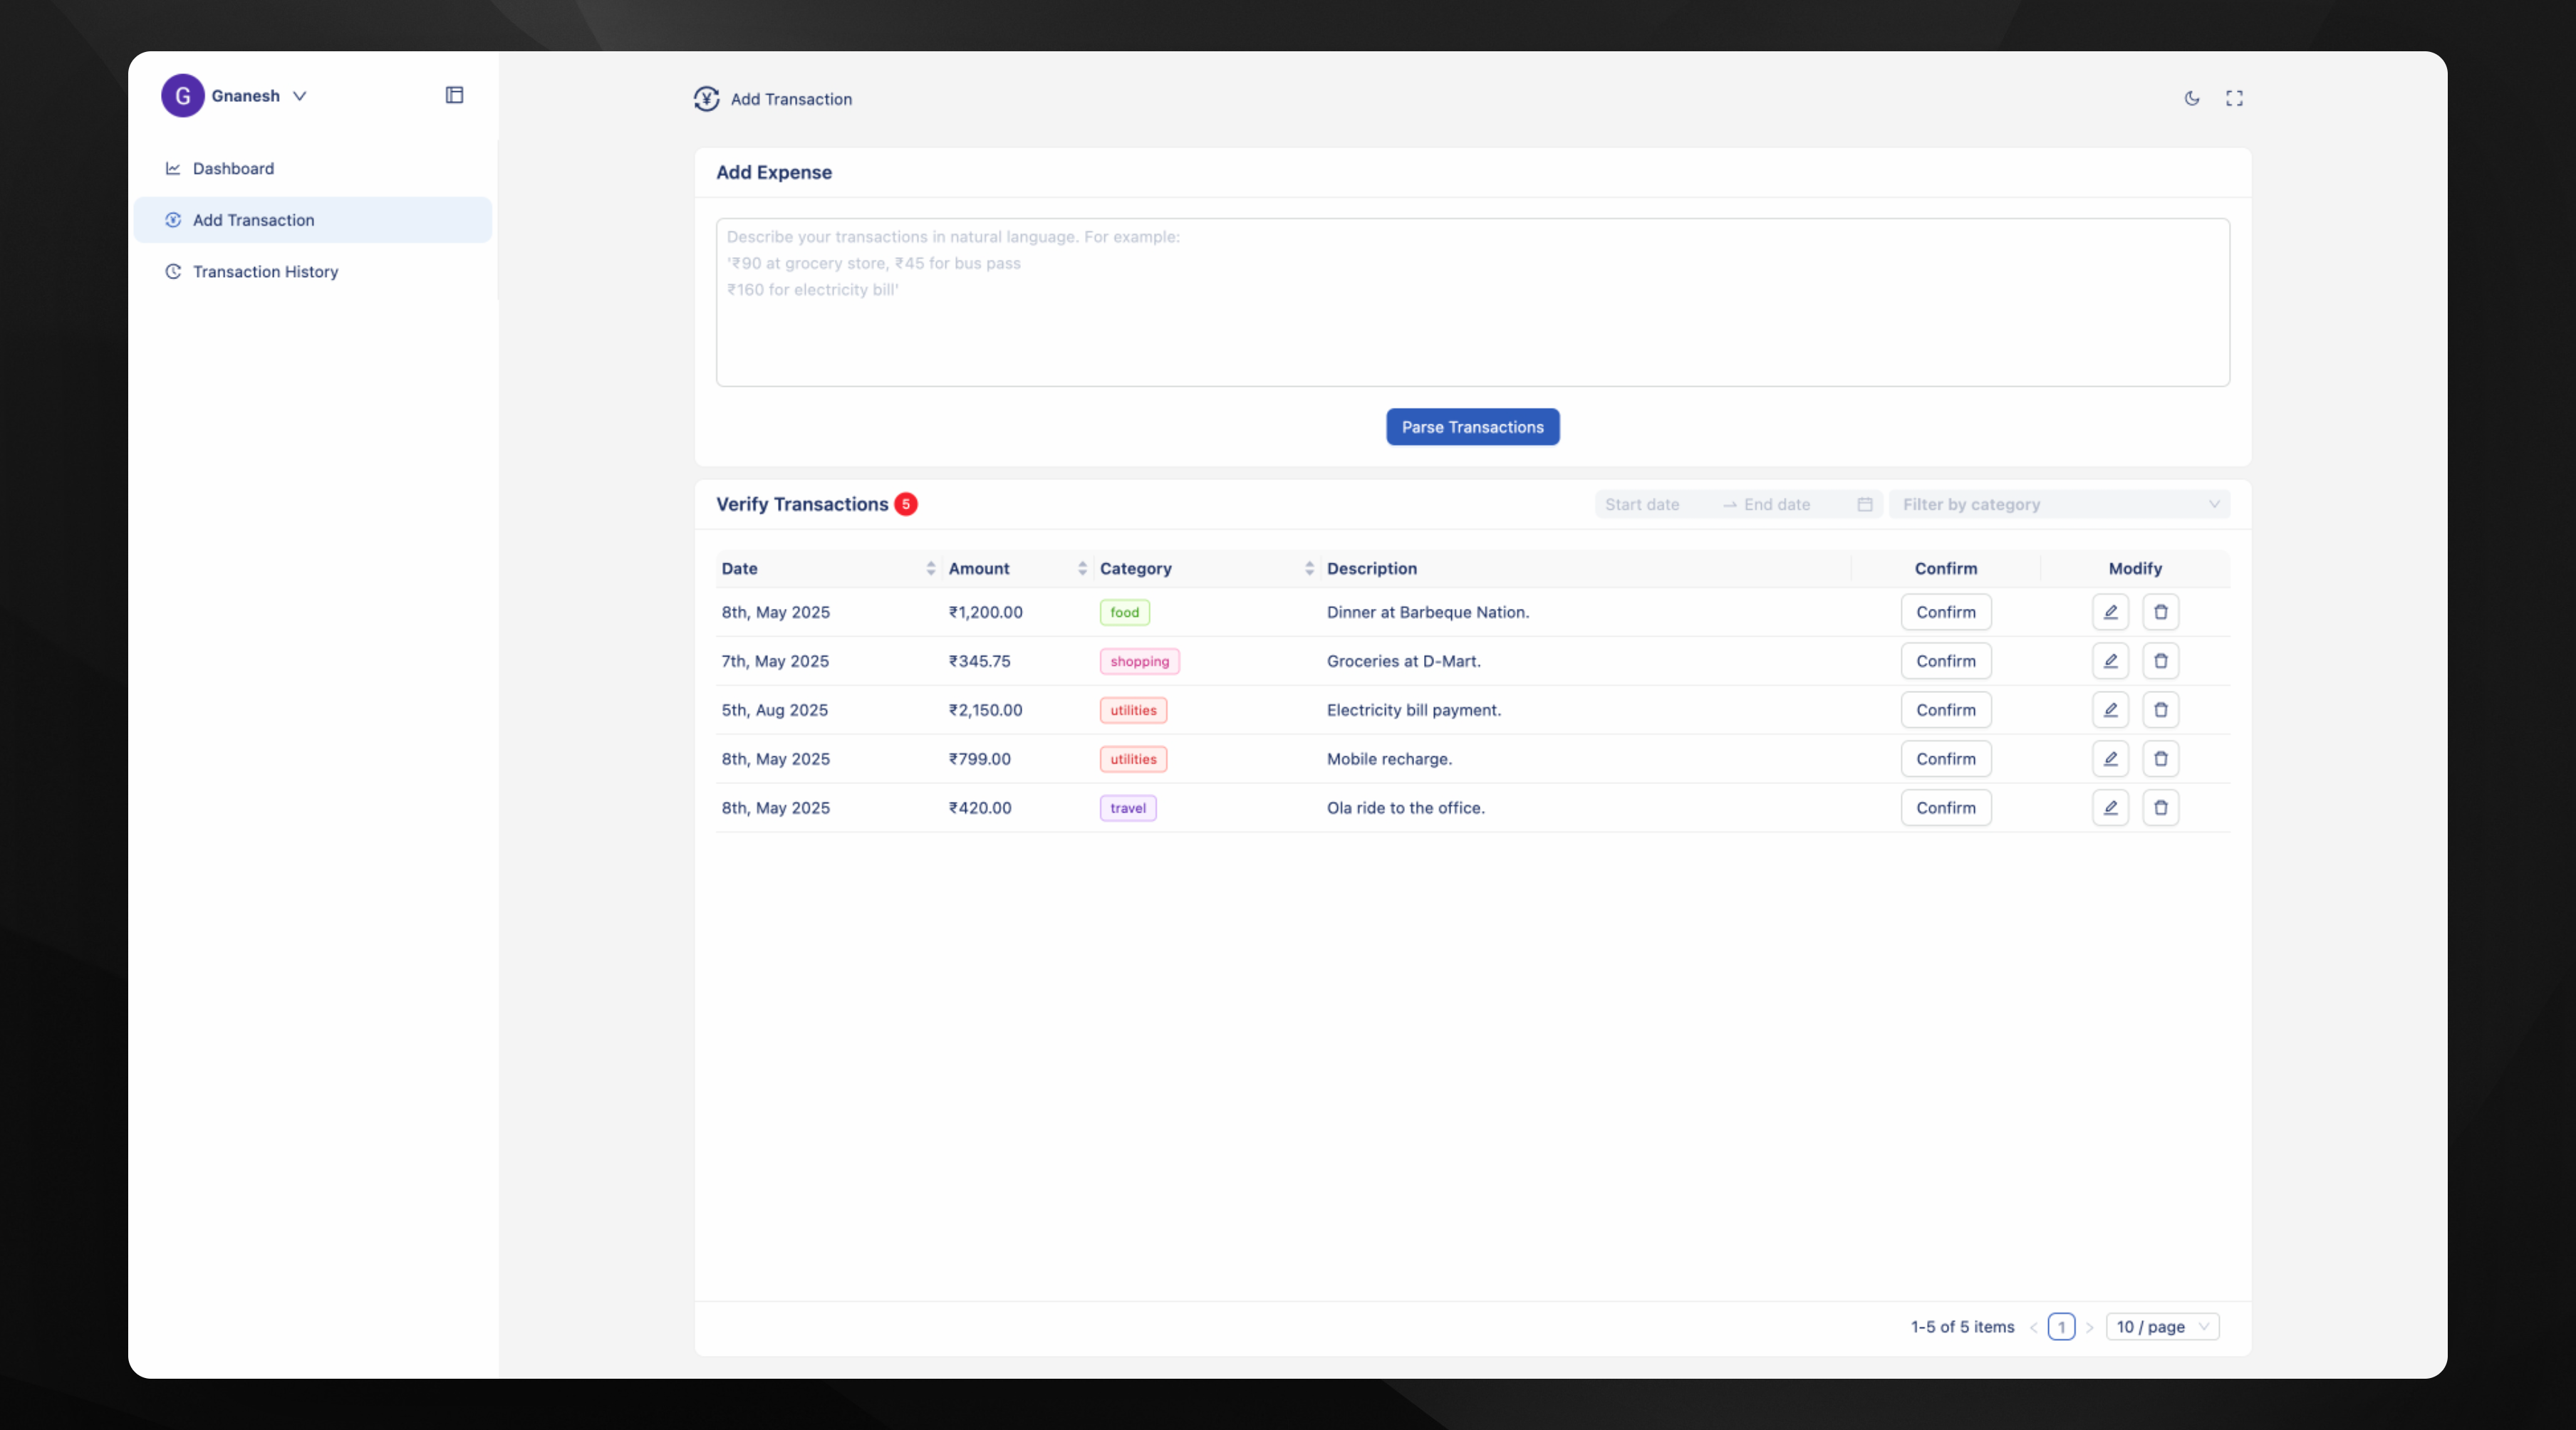 G Gnanesh
Dashboard
Add Transaction
Transaction History
Add Transaction
Add Expense
Describe your transactions in natural language. For example:
'₹90 at grocery store, ₹45 for bus pass
₹160 for electricity bill'
Parse Transactions
Verify Transactions 5
Start date End date Filter by category
Date Amount Category Description Confirm Modify
8th, May 2025 ₹1,200.00 food Dinner at Barbeque Nation. Confirm
7th, May 2025 ₹345.75 shopping Groceries at D-Mart. Confirm
5th, Aug 2025 ₹2,150.00 utilities Electricity bill payment. Confirm
8th, May 2025 ₹799.00 utilities Mobile recharge. Confirm
8th, May 2025 ₹420.00 travel Ola ride to the office. Confirm
1-5 of 5 items < 1 > 10 / page